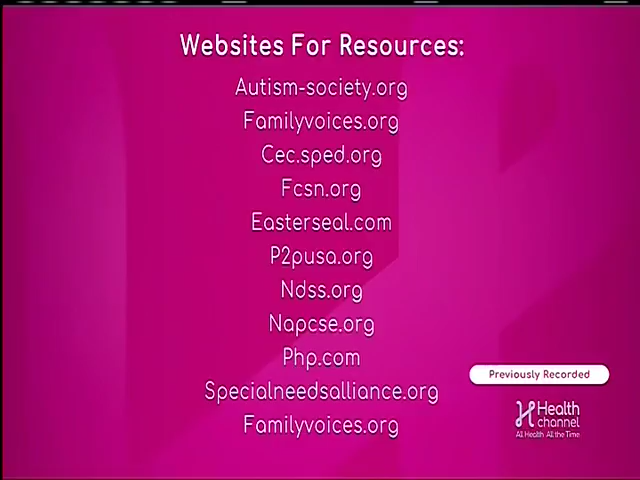 Websites For Resources:
Autism-society.org
Familyvoices.org
Cec.sped.org
Fcsn.org
Easterseal.com
P2pusa.org
Ndss.org
Napcse.org
Php.com
Specialneedsalliance.org
Familyvoices.org
Previously Recorded
Health
channel
All Health All the Time